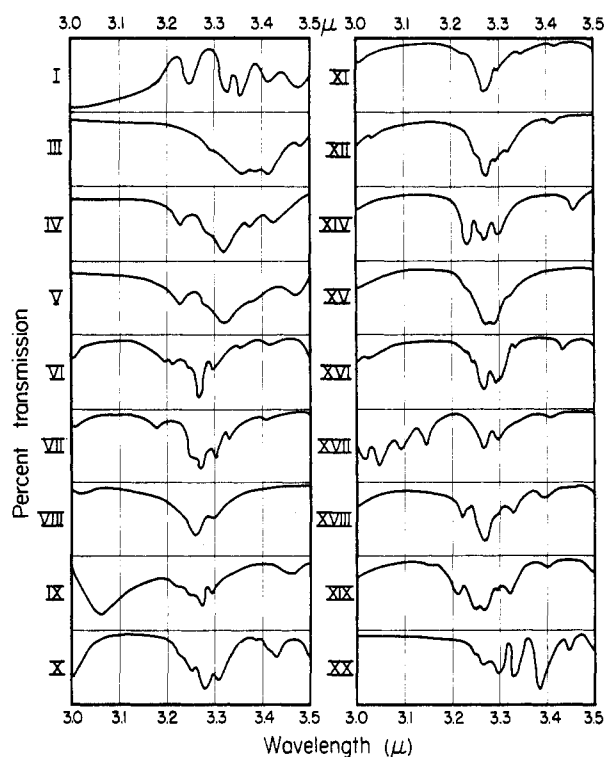 3.0 3.1 3.2 3.3 3.4 3.5 μ 3.0 3.1 3.2 3.3 3.4 3.5
I XI
III XII
IV XIV
V XV
VI XVI
VII XVII
VIII XVIII
IX XIX
X XX
Percent transmission
3.0 3.1 3.2 3.3 3.4 3.5 3.0 3.1 3.2 3.3 3.4 3.5
Wavelength (μ)